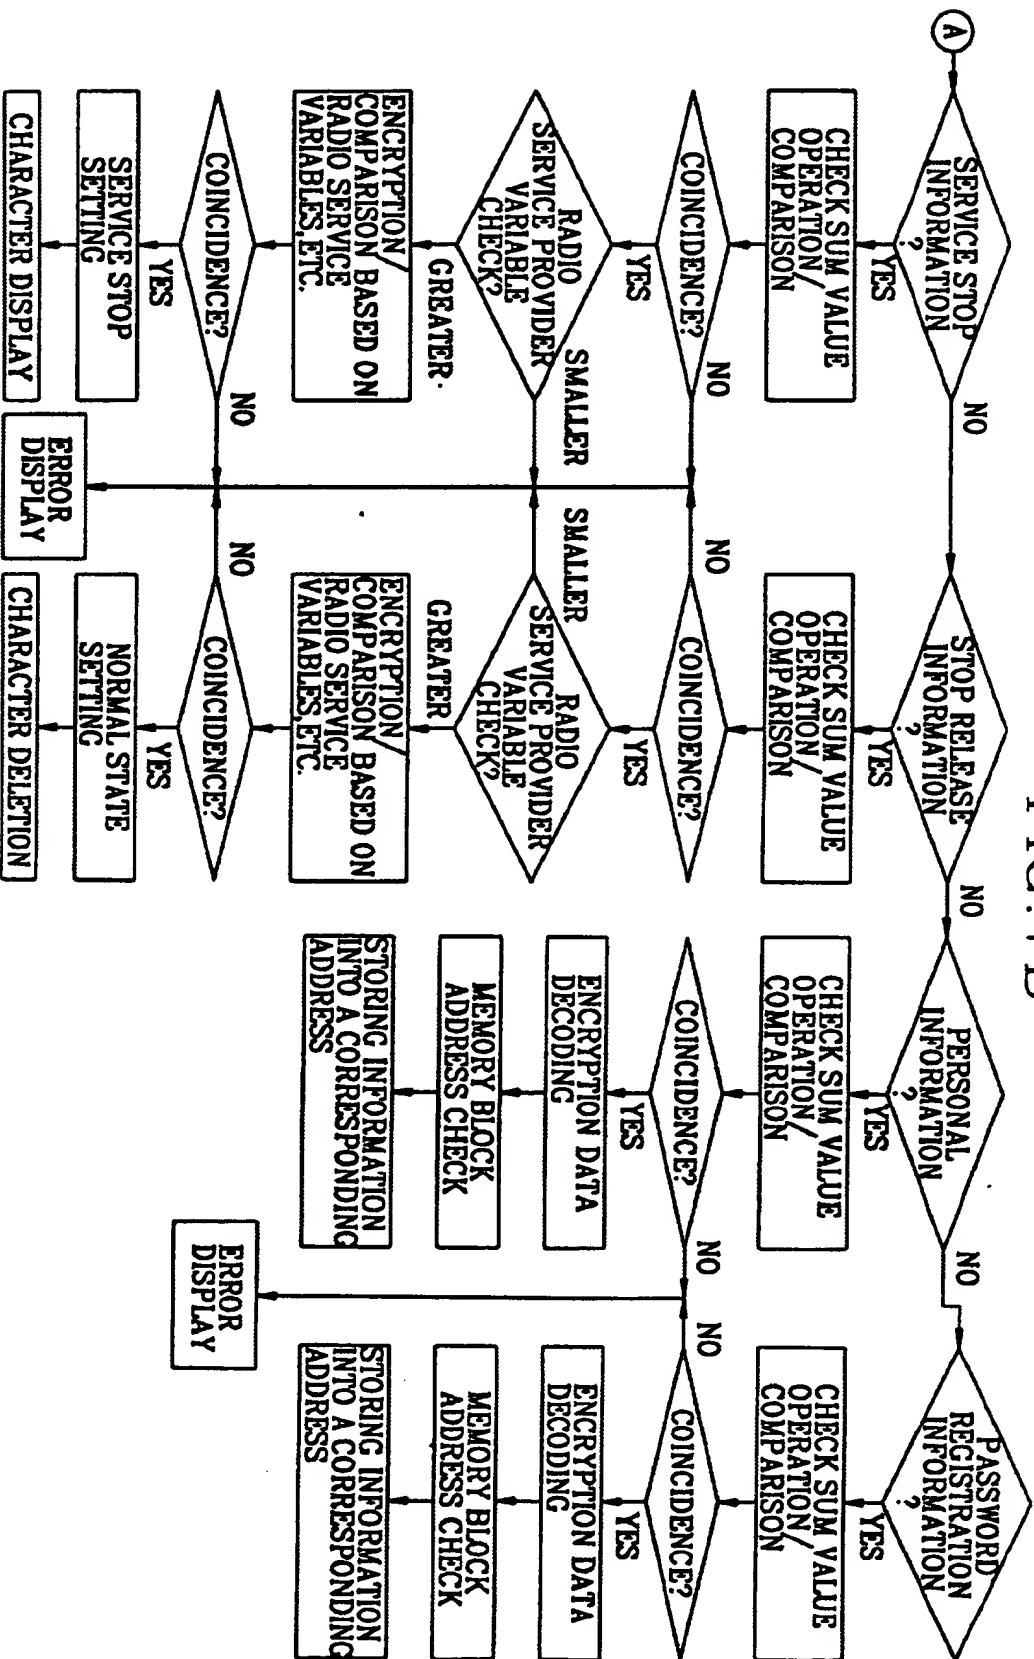 FIG. 7B
A
SERVICE STOP
INFORMATION
?
NO
YES
CHECK SUM VALUE
OPERATION/
COMPARISON
COINCIDENCE?
NO
YES
RADIO
SERVICE PROVIDER
VARIABLE
CHECK?
SMALLER
GREATER.
ENCRYPTION/
COMPARISON BASED ON
RADIO SERVICE
VARIABLES,ETC.
COINCIDENCE?
NO
YES
SERVICE STOP
SETTING
CHARACTER DISPLAY
ERROR
DISPLAY
STOP RELEASE
INFORMATION
?
NO
YES
CHECK SUM VALUE
OPERATION/
COMPARISON
COINCIDENCE?
NO
YES
RADIO
SERVICE PROVIDER
VARIABLE
CHECK?
SMALLER
GREATER
ENCRYPTION/
COMPARISON BASED ON
RADIO SERVICE
VARIABLES,ETC.
COINCIDENCE?
NO
YES
NORMAL STATE
SETTING
CHARACTER DELETION
PERSONAL
INFORMATION
?
NO
YES
CHECK SUM VALUE
OPERATION/
COMPARISON
COINCIDENCE?
NO
YES
ENCRYPTION DATA
DECODING
MEMORY BLOCK
ADDRESS CHECK
STORING INFORMATION
INTO A CORRESPONDING
ADDRESS
ERROR
DISPLAY
PASSWORD
REGISTRATION
INFORMATION
?
YES
CHECK SUM VALUE
OPERATION/
COMPARISON
COINCIDENCE?
NO
YES
ENCRYPTION DATA
DECODING
MEMORY BLOCK
ADDRESS CHECK
STORING INFORMATION
INTO A CORRESPONDING
ADDRESS